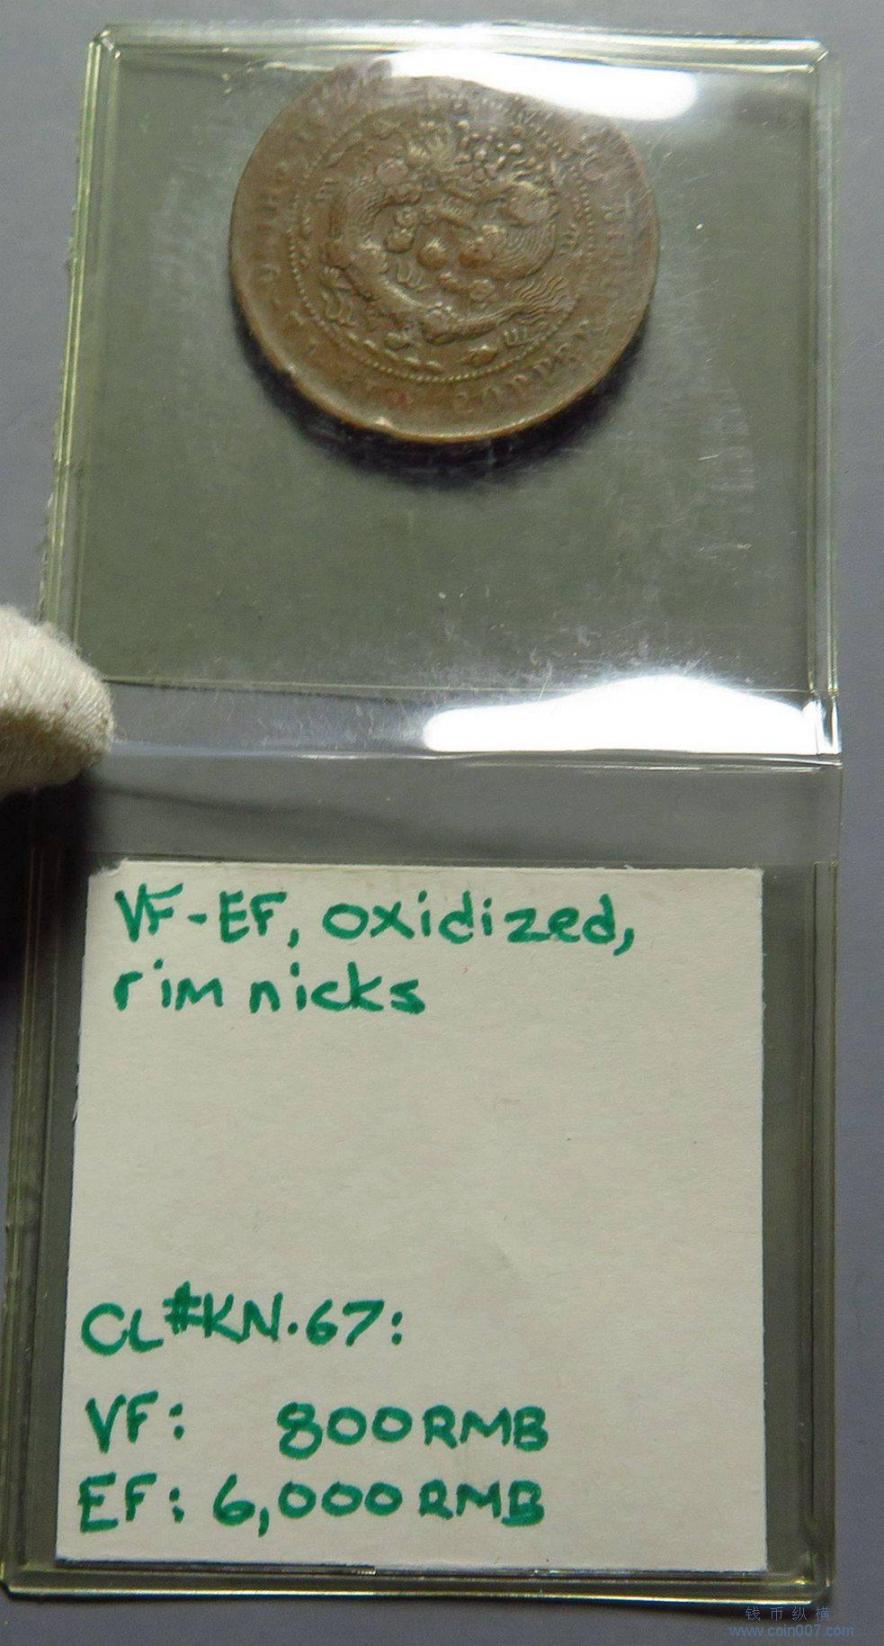 COPPER
VF-EF, oxidized,
rim nicks
CL#KN.67:
VF: 800RMB
EF: 6,000RMB
钱币纵横
www.coin007.com